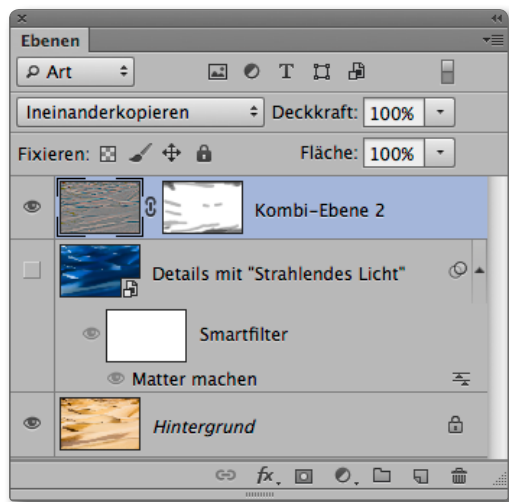 Ebenen
Art
Ineinanderkopieren Deckkraft: 100%
Fixieren: Fläche: 100%
Kombi-Ebene 2
Details mit "Strahlendes Licht"
Smartfilter
Matter machen
Hintergrund
fx